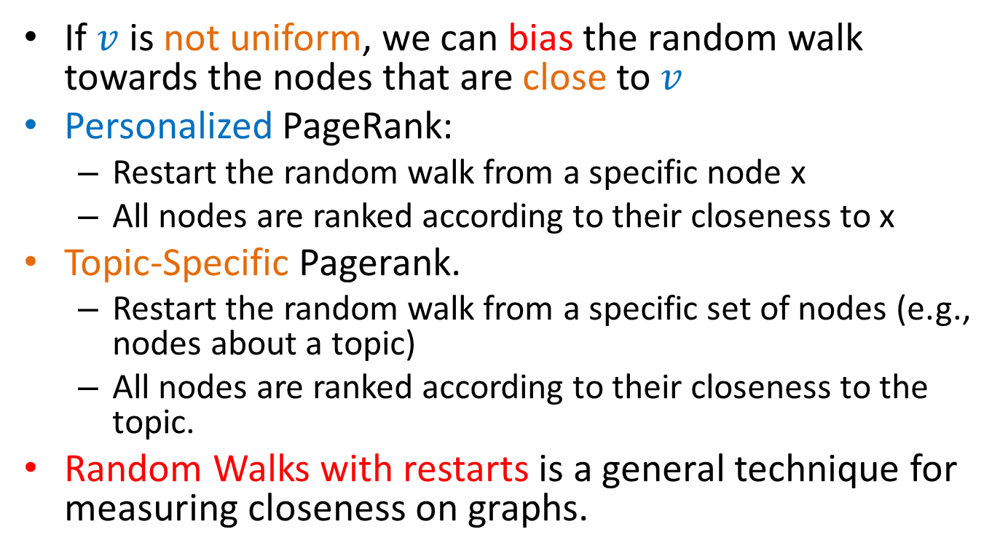 • If 𝑣 is not uniform, we can bias the random walk
towards the nodes that are close to 𝑣
• Personalized PageRank:
– Restart the random walk from a specific node x
– All nodes are ranked according to their closeness to x
• Topic-Specific Pagerank.
– Restart the random walk from a specific set of nodes (e.g.,
nodes about a topic)
– All nodes are ranked according to their closeness to the
topic.
• Random Walks with restarts is a general technique for
measuring closeness on graphs.